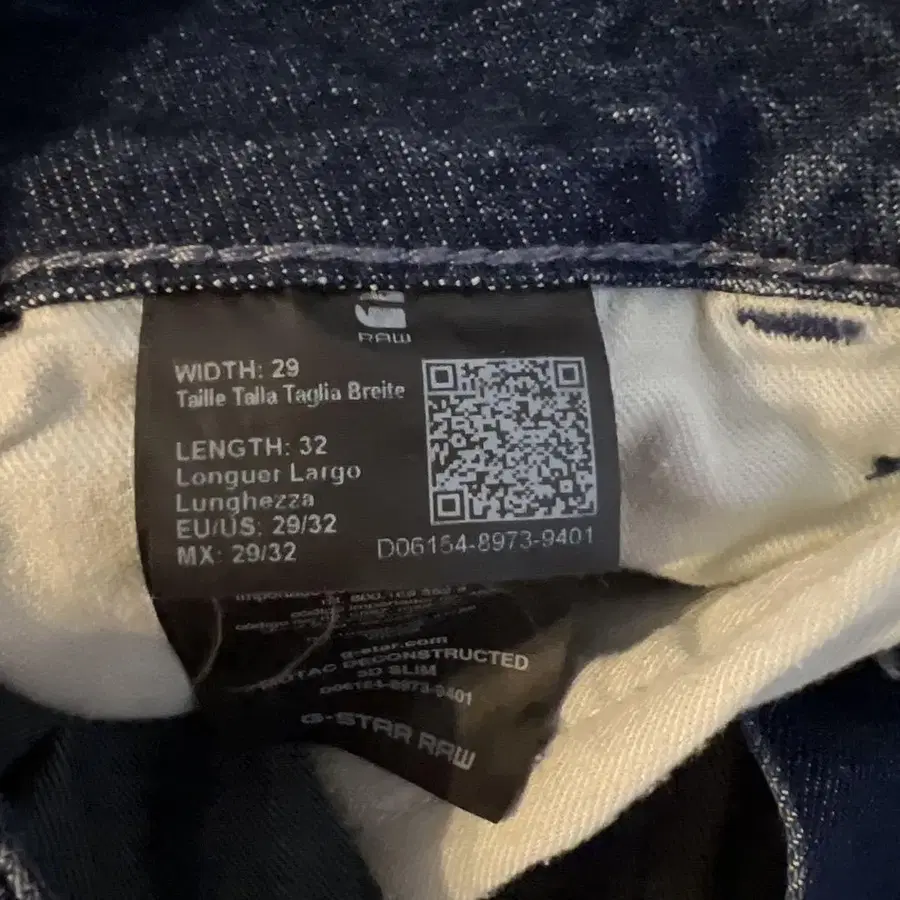 RAW
WIDTH: 29
Taille Talla Taglia Breite
LENGTH: 32
Longuer Largo
Lunghezza
EU/US: 29/32
MX: 29/32
D06154-8973-9401
g-star.com
DECONSTRUCTED
3D SLIM
D06154-8973-9401
G-STAR RAW